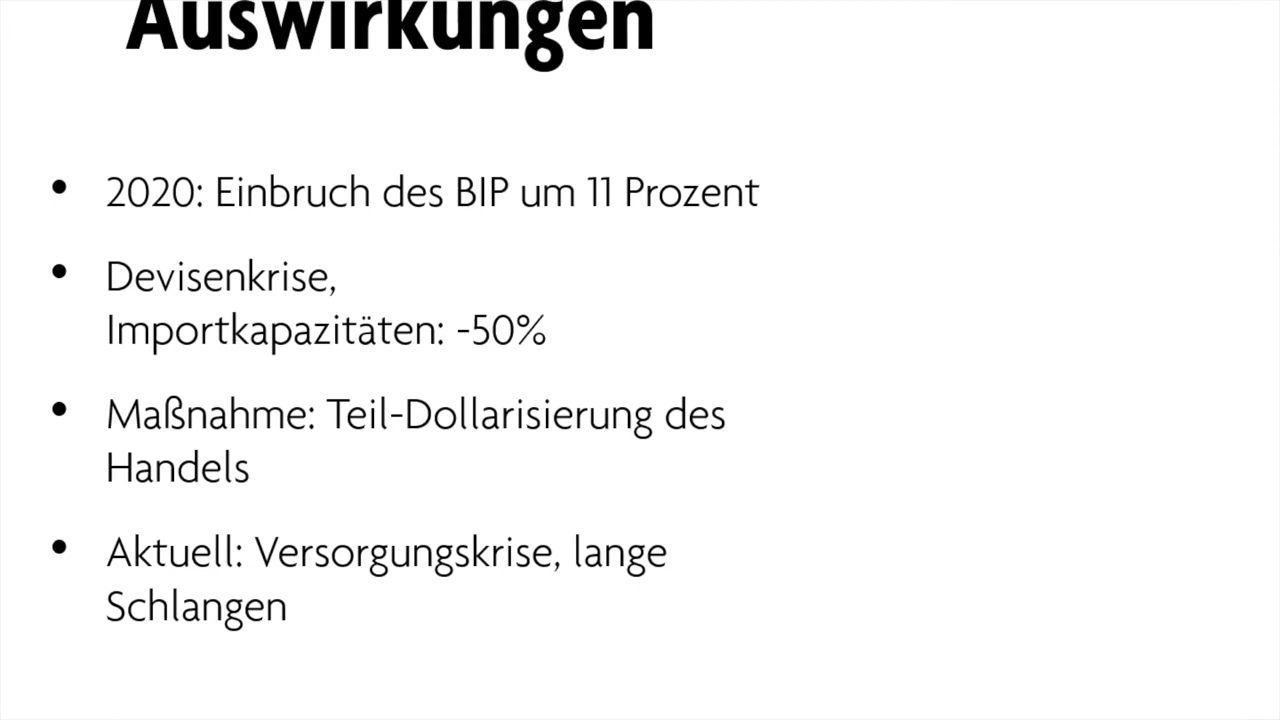 Auswirkungen
• 2020: Einbruch des BIP um 11 Prozent
• Devisenkrise,
Importkapazitäten: -50%
• Maßnahme: Teil-Dollarisierung des
Handels
• Aktuell: Versorgungskrise, lange
Schlangen